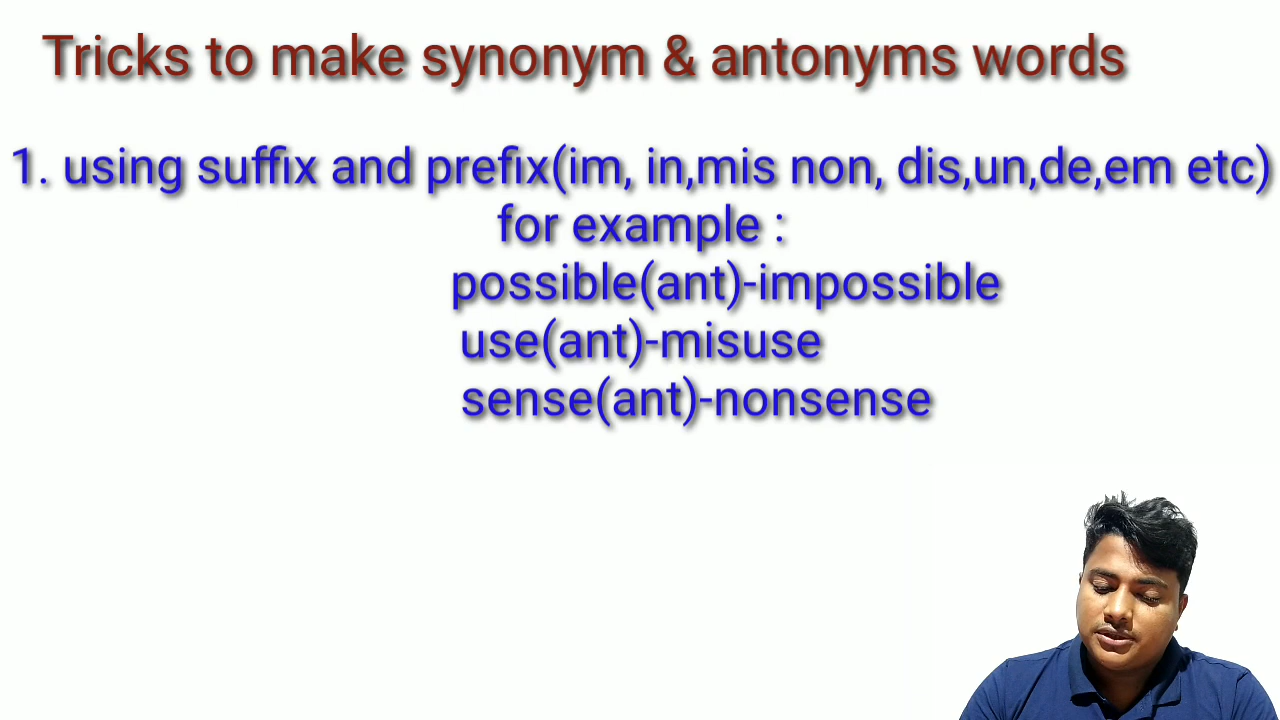 Tricks to make synonym & antonyms words
1. using suffix and prefix(im, in,mis non, dis,un,de,em etc)
for example :
possible(ant)-impossible
use(ant)-misuse
sense(ant)-nonsense